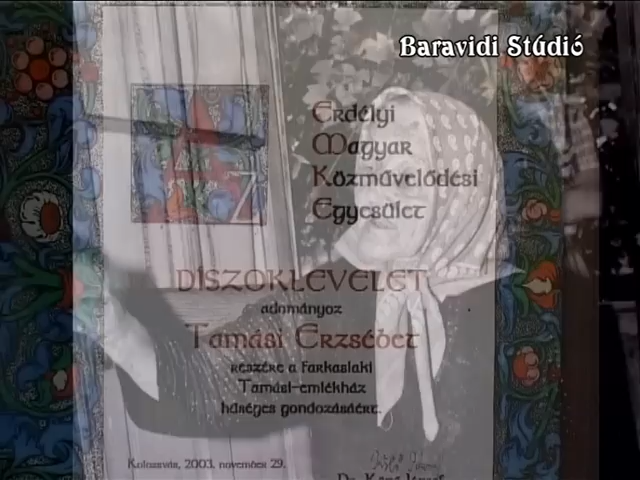 Baravidi Stúdió
Az
Erdélyi
Magyar
Közművelődési
Egyesület
DÍSZOKLEVELET
adományoz
Tamási Erzsébet
részére a farkaslaki
Tamási-emlékház
hűséges gondozásáért.
Kolozsvár, 2003. november 29.